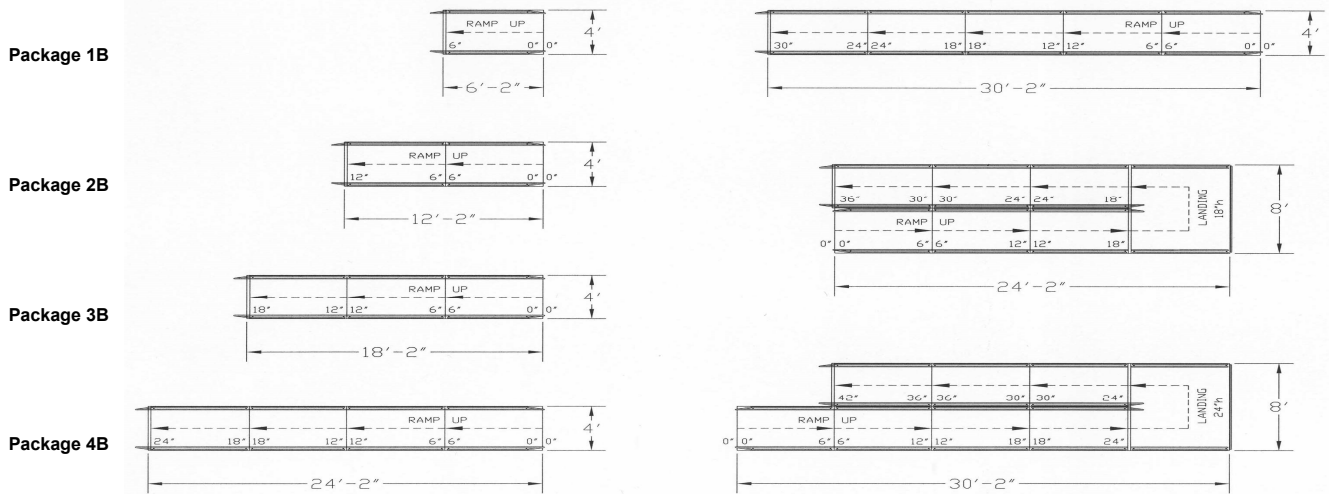 Package 1B
RAMP UP
6" 0" 0"
4'
6'-2"
RAMP UP
30" 24" 24" 18" 18" 12" 12" 6" 6" 0" 0"
4'
30'-2"
Package 2B
RAMP UP
12" 6" 6" 0" 0"
4'
12'-2"
36" 30" 30" 24" 24" 18"
RAMP UP
0" 0" 6" 6" 12" 12" 18"
LANDING
18"h
8'
24'-2"
Package 3B
RAMP UP
18" 12" 12" 6" 6" 0" 0"
4'
18'-2"
Package 4B
RAMP UP
24" 18" 18" 12" 12" 6" 6" 0" 0"
4'
24'-2"
42" 36" 36" 30" 30" 24"
RAMP UP
0" 0" 6" 6" 12" 12" 18" 18" 24"
LANDING
24"h
8'
30'-2"